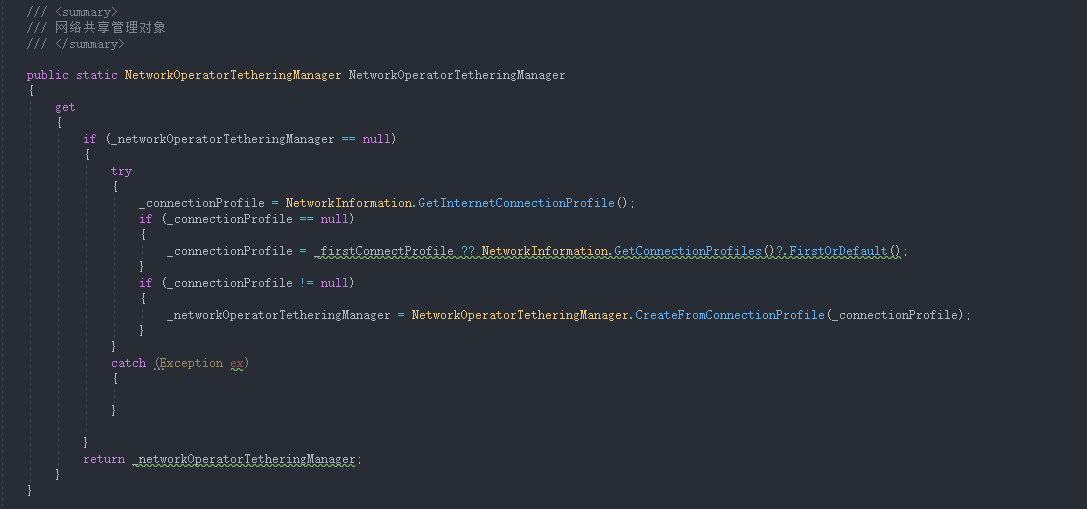 /// <summary>
/// 网络共享管理对象
/// </summary>
public static NetworkOperatorTetheringManager NetworkOperatorTetheringManager
{
get
{
if (_networkOperatorTetheringManager == null)
{
try
{
_connectionProfile = NetworkInformation.GetInternetConnectionProfile();
if (_connectionProfile == null)
{
_connectionProfile = _firstConnectProfile ?? NetworkInformation.GetConnectionProfiles()?.FirstOrDefault();
}
if (_connectionProfile != null)
{
_networkOperatorTetheringManager = NetworkOperatorTetheringManager.CreateFromConnectionProfile(_connectionProfile);
}
}
catch (Exception ex)
{
}
}
return _networkOperatorTetheringManager;
}
}